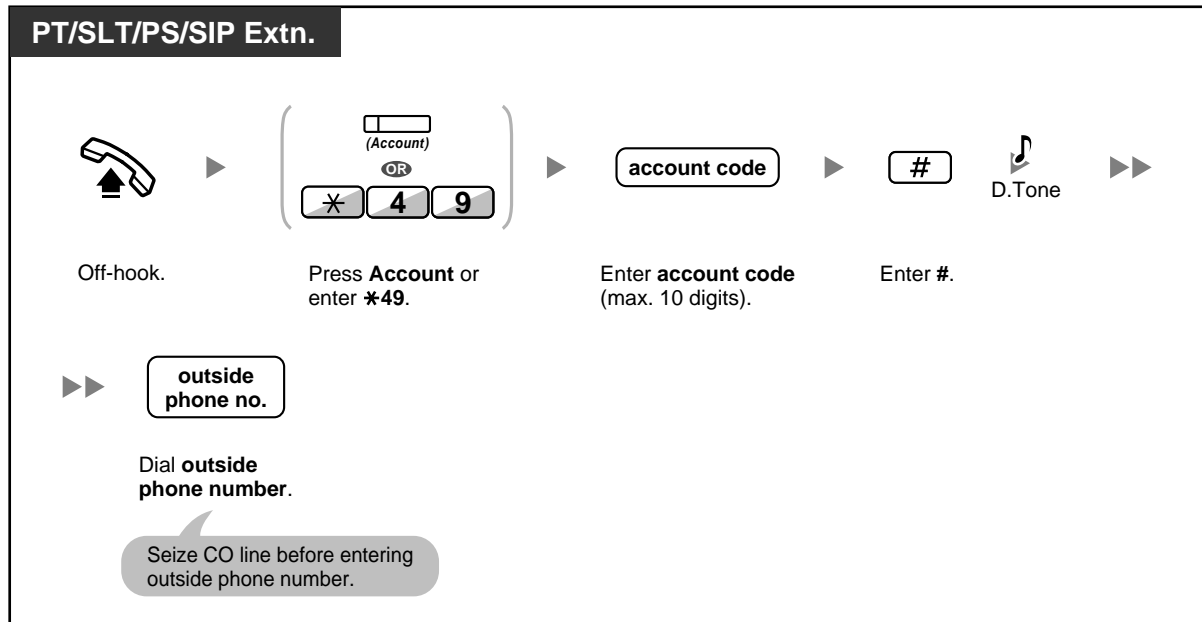 PT/SLT/PS/SIP Extn.
(Account)
OR
* 4 9
account code
#
D.Tone
Off-hook.
Press Account or
enter *49.
Enter account code
(max. 10 digits).
Enter #.
outside
phone no.
Dial outside
phone number.
Seize CO line before entering
outside phone number.